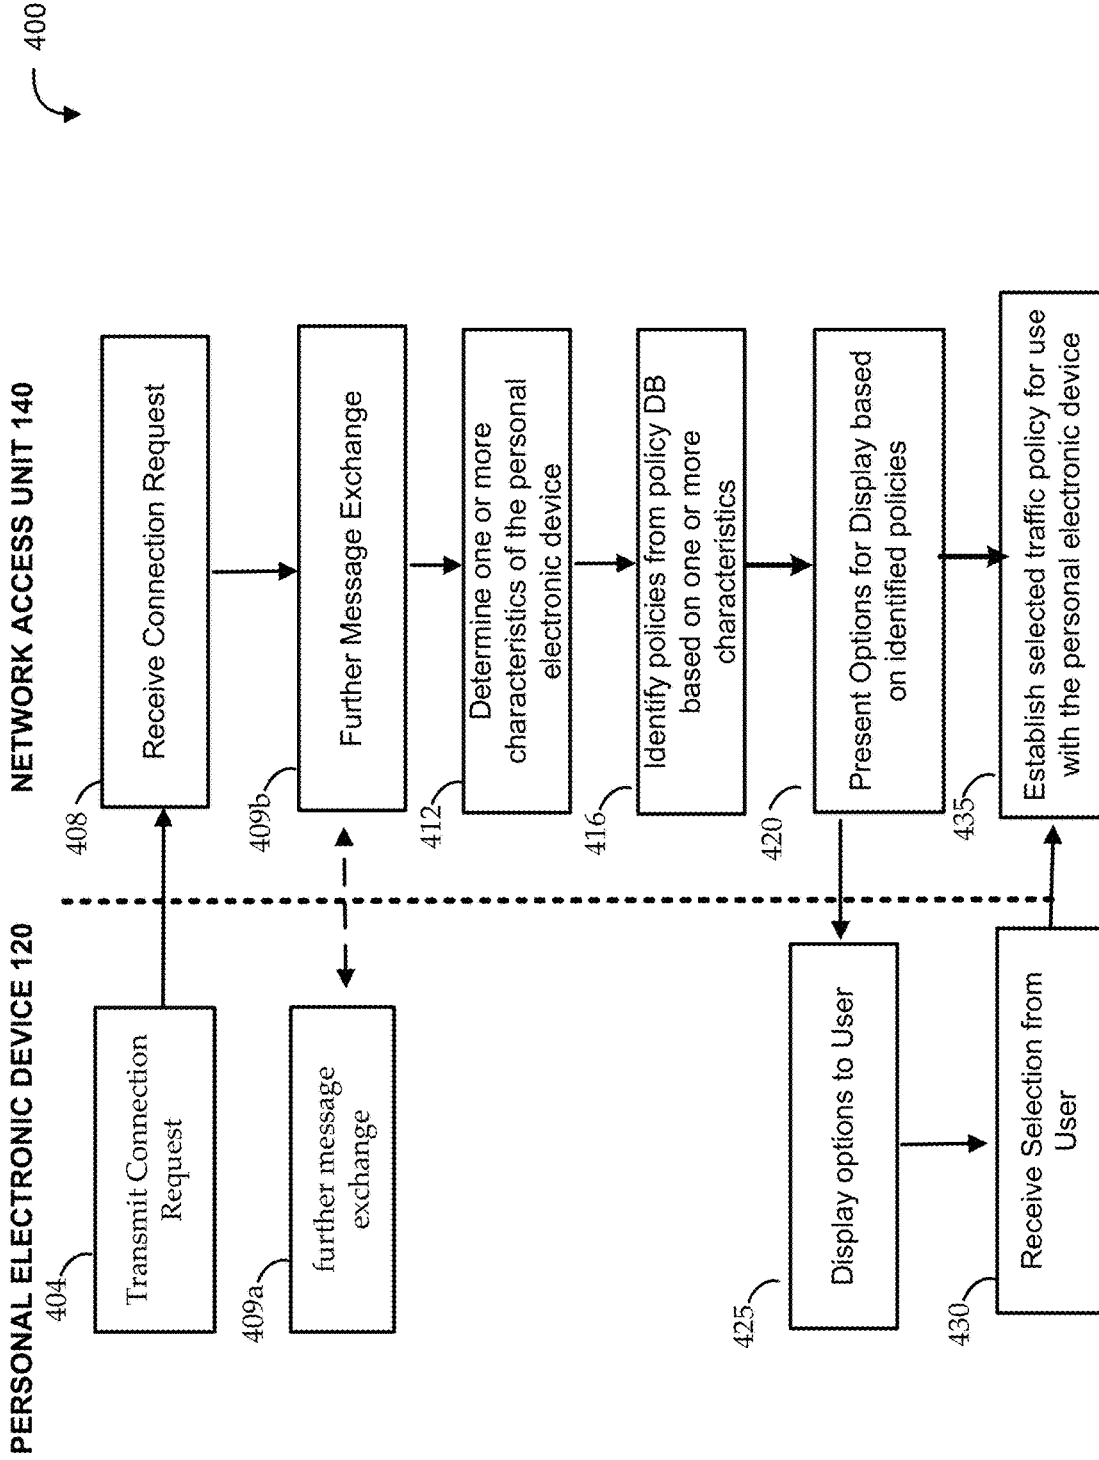 400
PERSONAL ELECTRONIC DEVICE 120
NETWORK ACCESS UNIT 140
404
Transmit Connection
Request
408
Receive Connection Request
409a
further message
exchange
409b
Further Message Exchange
412
Determine one or more
characteristics of the personal
electronic device
416
Identify policies from policy DB
based on one or more
characteristics
420
Present Options for Display based
on identified policies
425
Display options to User
430
Receive Selection from
User
435
Establish selected traffic policy for use
with the personal electronic device